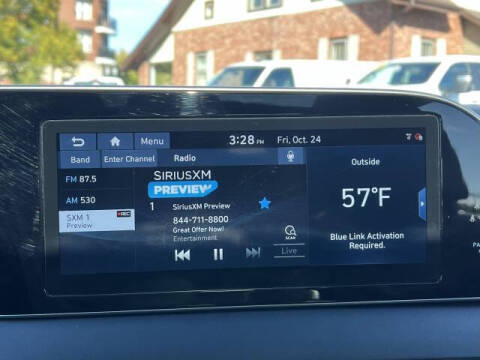 Menu
3:28 PM
Fri, Oct. 24
Band
Enter Channel
Radio
FM 87.5
AM 530
SXM 1
Preview
REC
SIRIUSXM
PREVIEW
1 SiriusXM Preview
844-711-8800
Great Offer Now!
Entertainment
SCAN
Live
Outside
57°F
Blue Link Activation
Required.